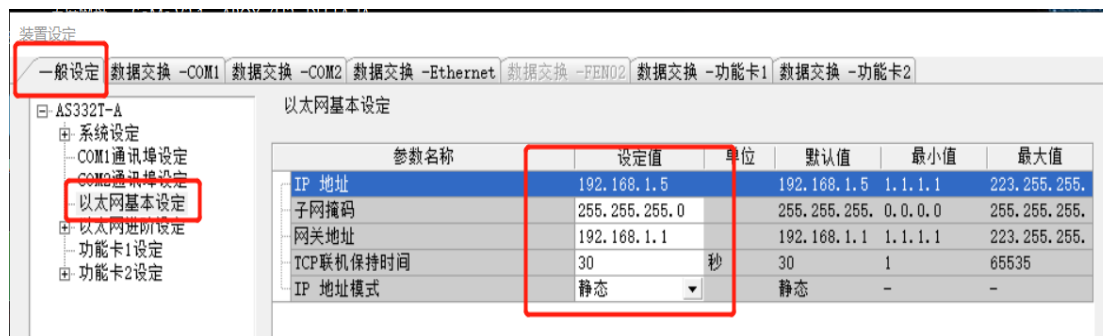 装置设定
一般设定 数据交换 -COM1 数据交换 -COM2 数据交换 -Ethernet 数据交换 -FEN02 数据交换 -功能卡1 数据交换 -功能卡2
AS332T-A
系统设定
COM1通讯埠设定
COM2通讯埠设定
以太网基本设定
以太网进阶设定
功能卡1设定
功能卡2设定
以太网基本设定
参数名称 设定值 单位 默认值 最小值 最大值
IP 地址 192.168.1.5 192.168.1.5 1.1.1.1 223.255.255.
子网掩码 255.255.255.0 255.255.255. 0.0.0.0 255.255.255.
网关地址 192.168.1.1 192.168.1.1 1.1.1.1 223.255.255.
TCP联机保持时间 30 秒 30 1 65535
IP 地址模式 静态 静态 - -